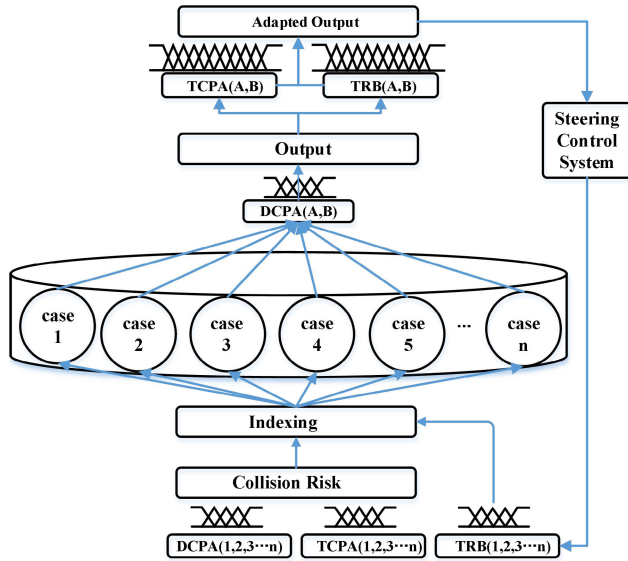 Adapted Output
TCPA(A,B)
TRB(A,B)
Steering
Control
System
Output
DCPA(A,B)
case
1
case
2
case
3
case
4
case
5
...
case
n
Indexing
Collision Risk
DCPA(1,2,3···n)
TCPA(1,2,3···n)
TRB(1,2,3···n)